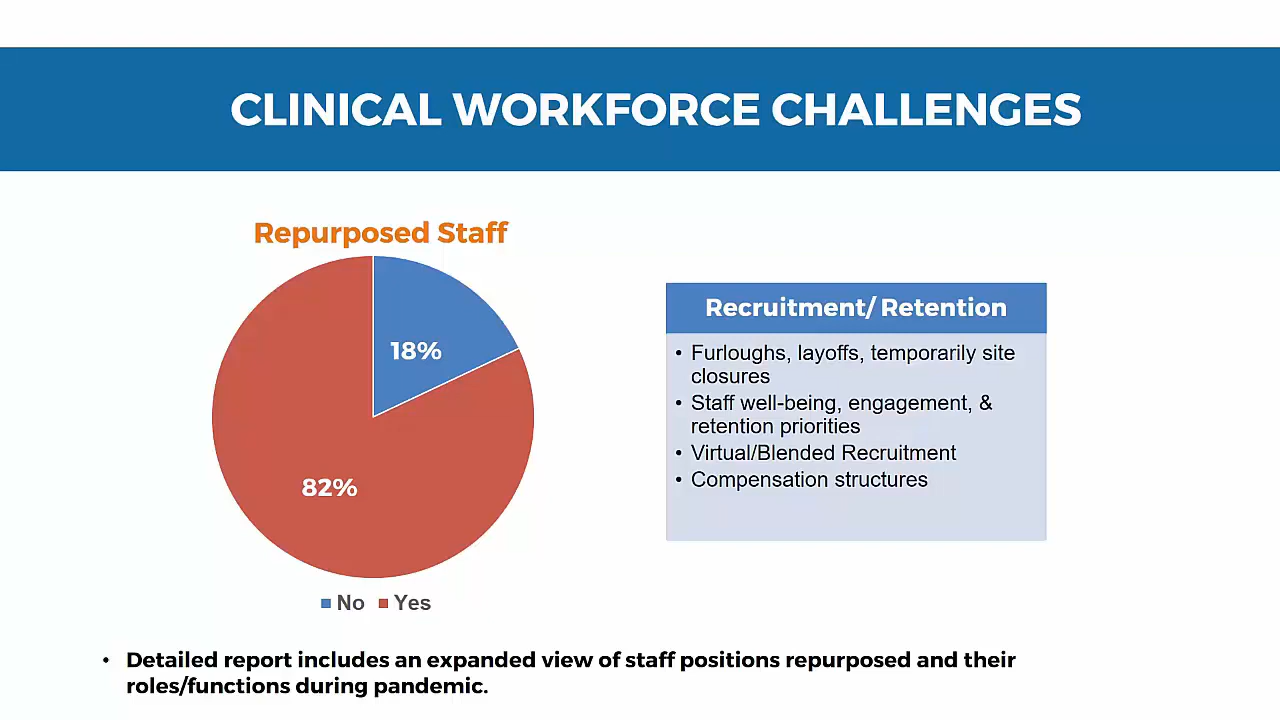 CLINICAL WORKFORCE CHALLENGES
Repurposed Staff
18%
82%
No Yes
Recruitment/ Retention
• Furloughs, layoffs, temporarily site
closures
• Staff well-being, engagement, &
retention priorities
• Virtual/Blended Recruitment
• Compensation structures
• Detailed report includes an expanded view of staff positions repurposed and their
roles/functions during pandemic.